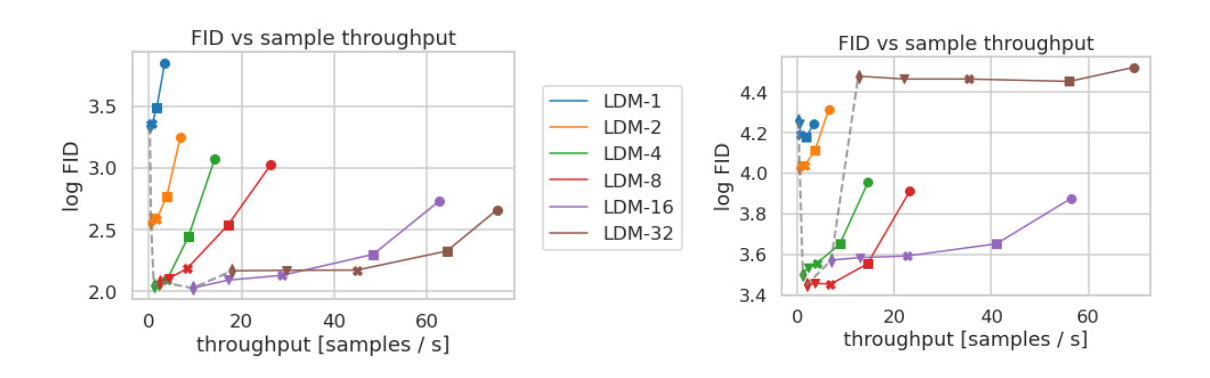 FID vs sample throughput
log FID
3.5
3.0
2.5
2.0
0
20
40
60
throughput [samples / s]
LDM-1
LDM-2
LDM-4
LDM-8
LDM-16
LDM-32
FID vs sample throughput
log FID
4.4
4.2
4.0
3.8
3.6
3.4
0
20
40
60
throughput [samples / s]